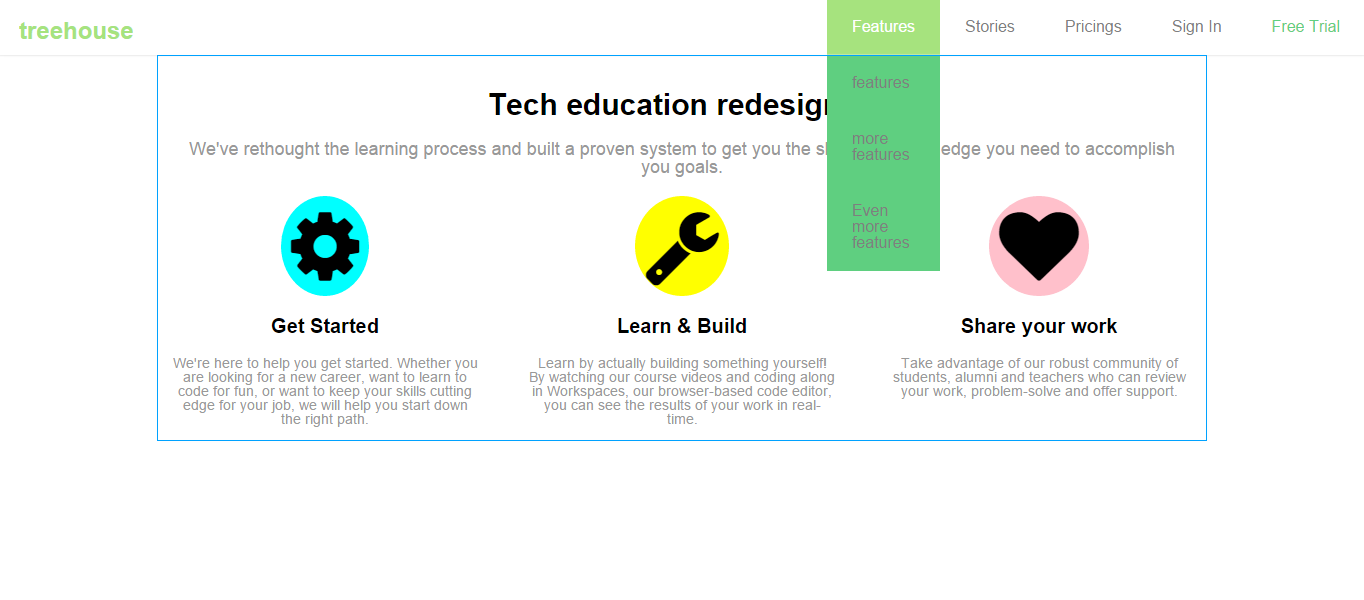 treehouse
Features
Stories
Pricings
Sign In
Free Trial
features
more
features
Even
more
features
Tech education redesig
We've rethought the learning process and built a proven system to get you the you need to accomplish
you goals.
Get Started
We're here to help you get started. Whether you
are looking for a new career, want to learn to
code for fun, or want to keep your skills cutting
edge for your job, we will help you start down
the right path.
Learn & Build
Learn by actually building something yourself!
By watching our course videos and coding along
in Workspaces, our browser-based code editor,
you can see the results of your work in real-
time.
Share your work
Take advantage of our robust community of
students, alumni and teachers who can review
your work, problem-solve and offer support.